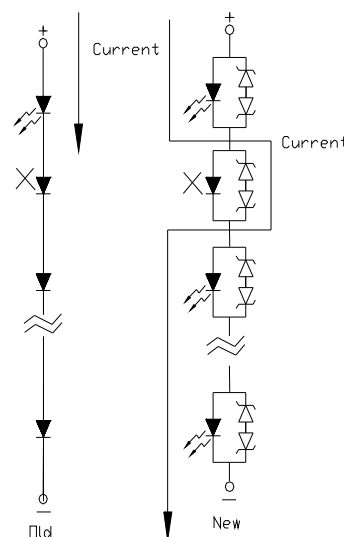 + +
Current
Current
− −
Old
New